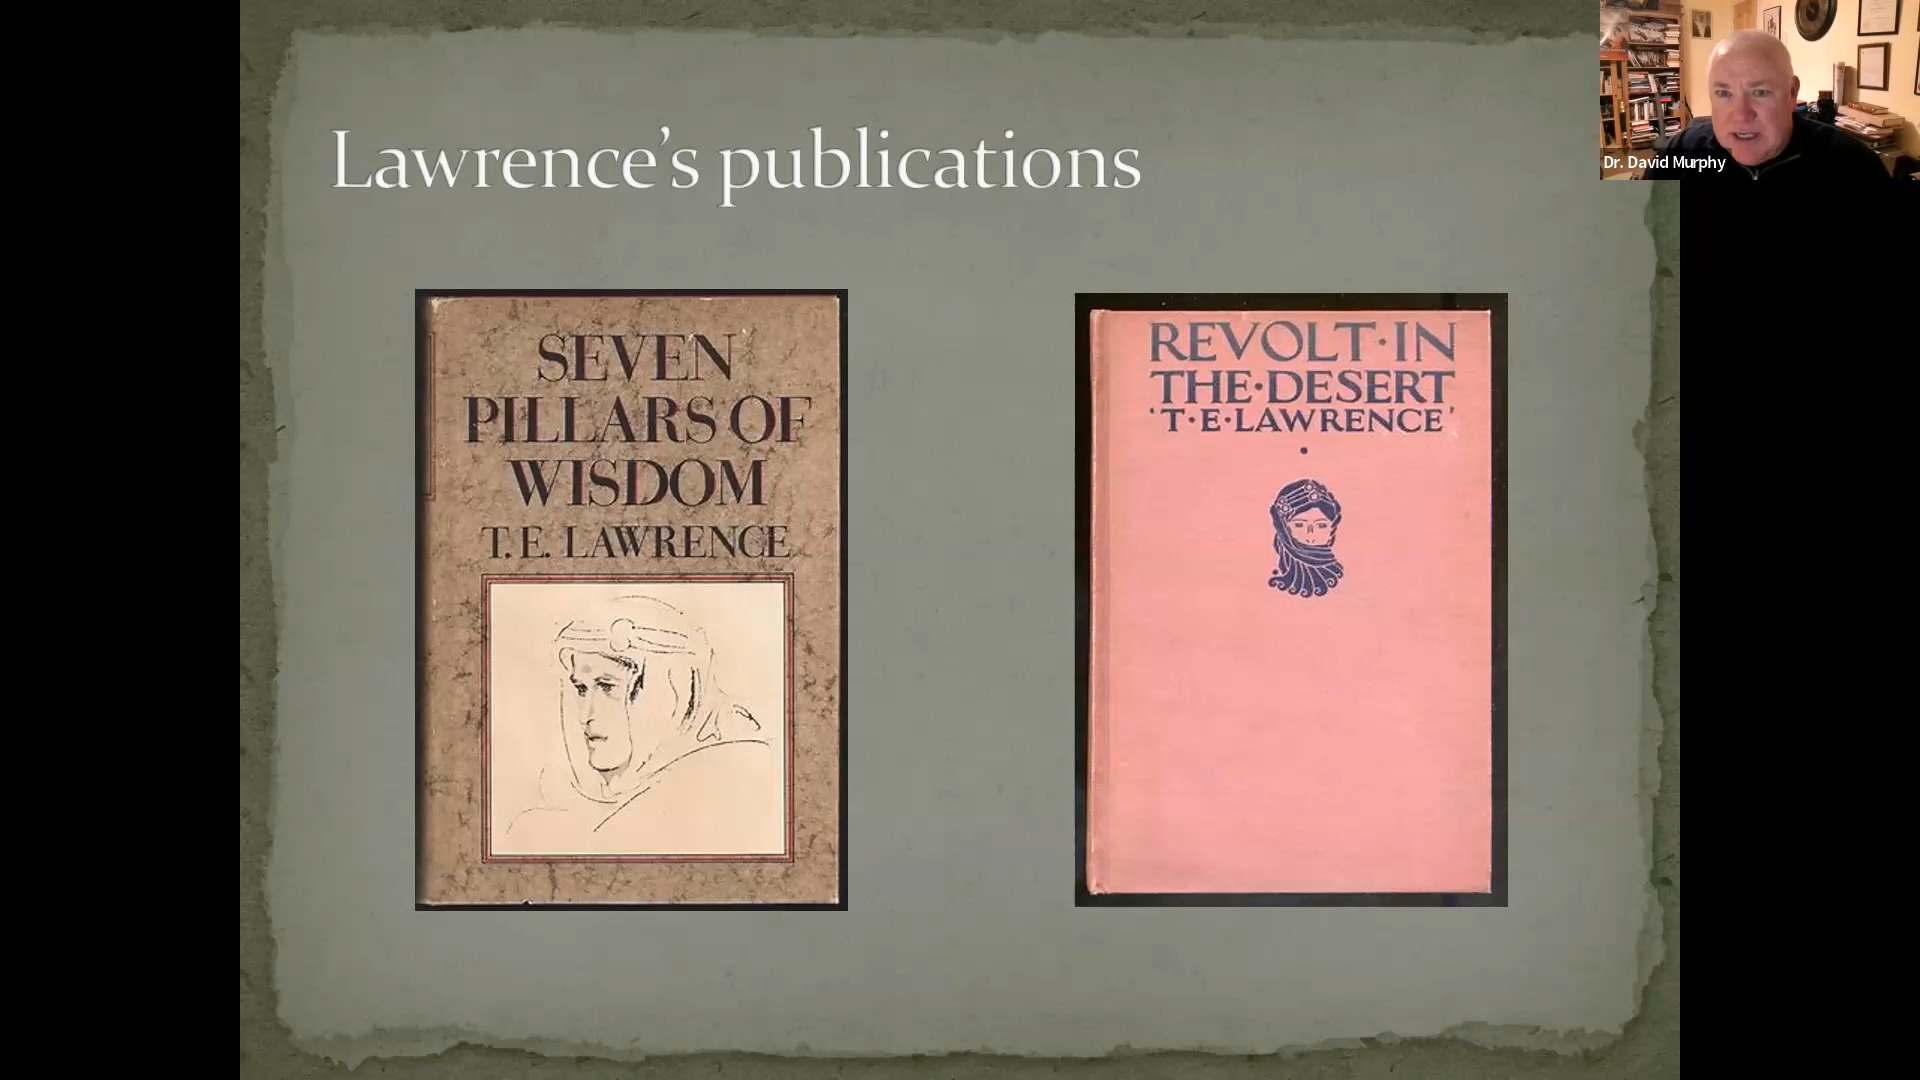 Lawrence’s publications
SEVEN
PILLARS OF
WISDOM
T. E. LAWRENCE
REVOLT·IN
THE·DESERT
‘T·E·LAWRENCE’
Dr. David Murphy